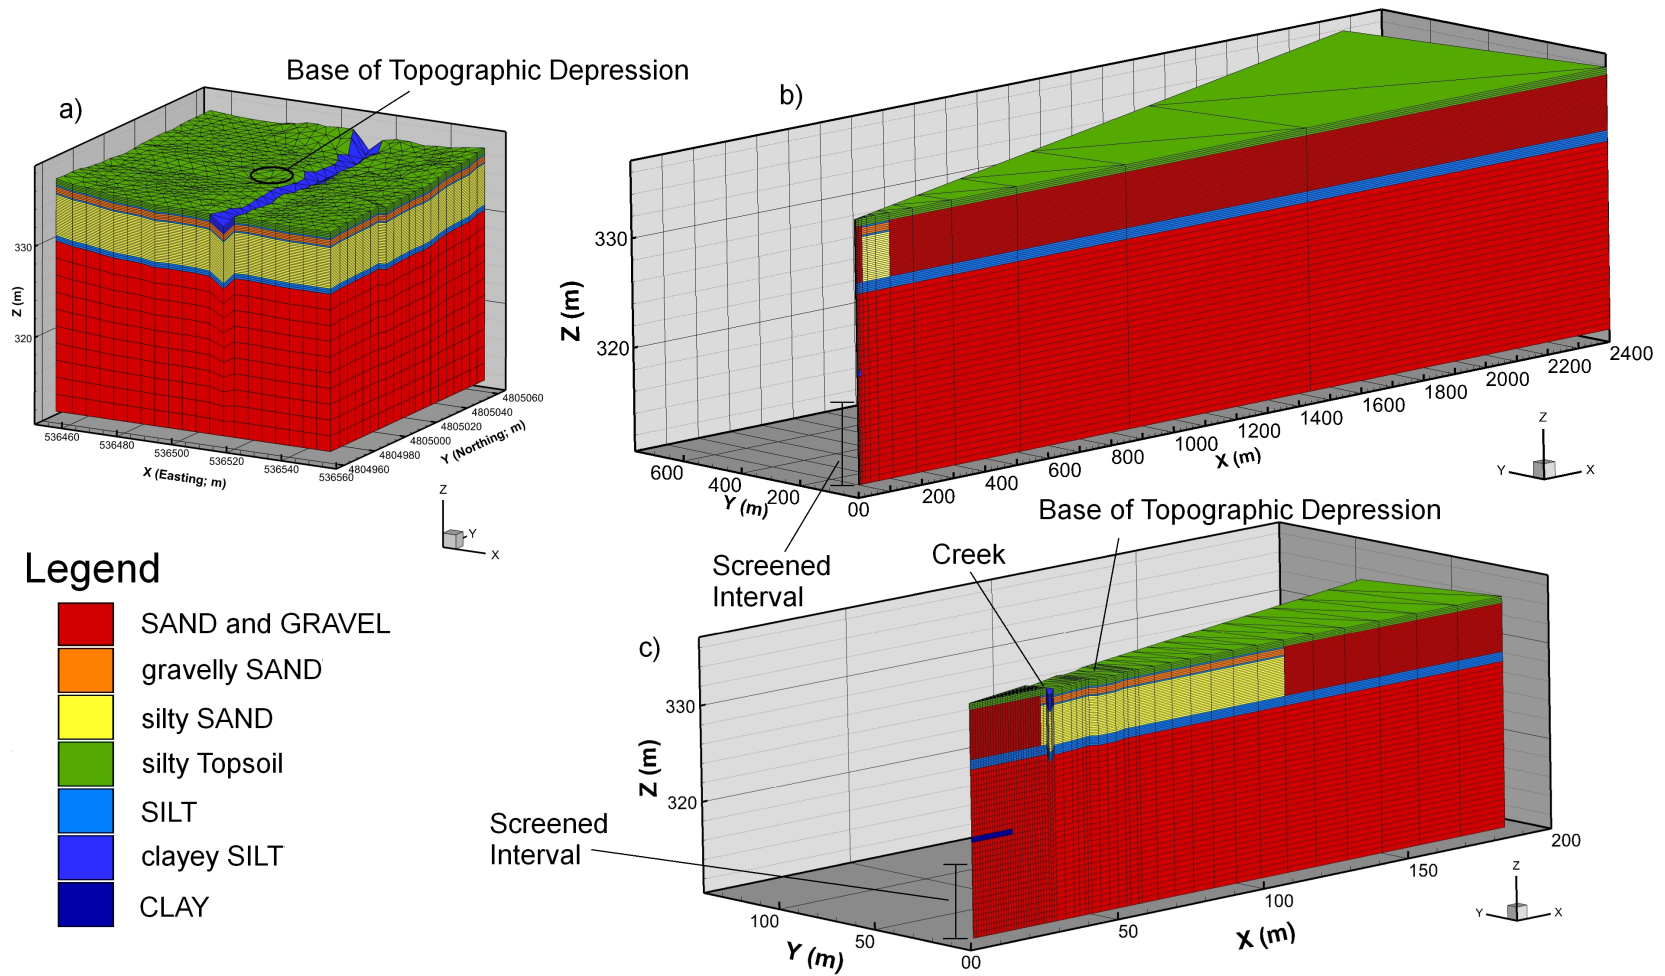 a)
Base of Topographic Depression
330
320
Z (m)
536460
536480
536500
536520
536540
536560
X (Easting; m)
4804960
4804980
4805000
4805020
4805040
4805060
Y (Northing; m)
Z
Y
X
b)
330
320
Z (m)
600
400
200
00
Y (m)
200
400
600
800
1000
1200
1400
1600
1800
2000
2200
2400
X (m)
Z
Y
X
Screened
Interval
Legend
SAND and GRAVEL
gravelly SAND
silty SAND
silty Topsoil
SILT
clayey SILT
CLAY
c)
Creek
Base of Topographic Depression
330
320
Z (m)
Screened
Interval
100
50
00
Y (m)
50
100
150
200
X (m)
Z
Y
X